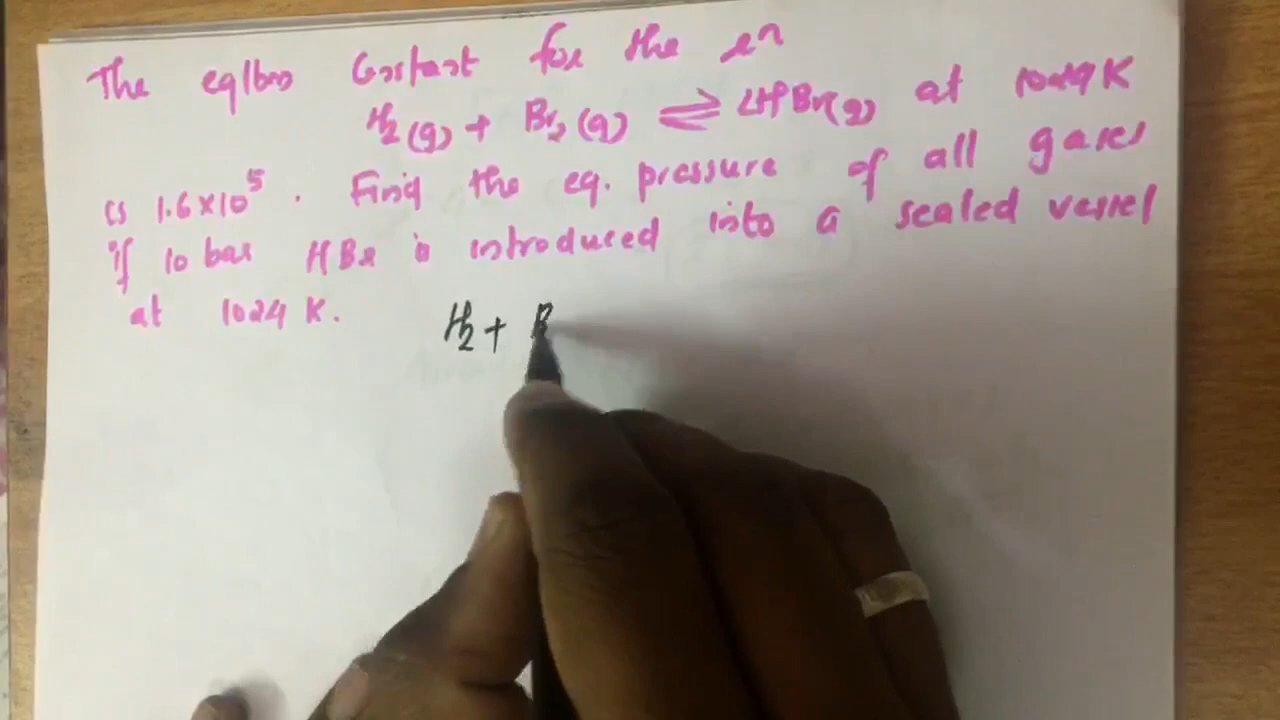 The eqlbm Constant for the rn
H2(g) + Br2(g) ⇌ 2HBr(g) at 1024K
is 1.6×10^5. Find the eq. pressure of all gases
if 10 bar HBr is introduced into a sealed vessel
at 1024 K.
H2 + B